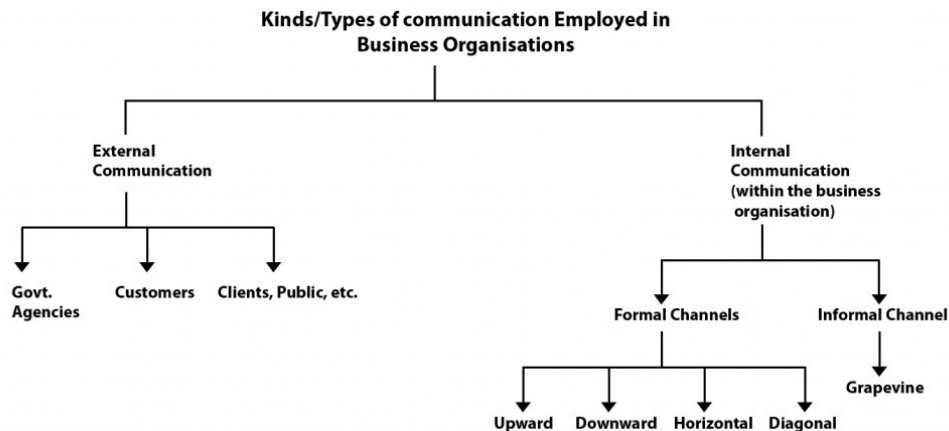 Kinds/Types of communication Employed in
Business Organisations
External
Communication
Internal
Communication
(within the business
organisation)
Govt.
Agencies
Customers
Clients, Public, etc.
Formal Channels
Informal Channel
Grapevine
Upward
Downward
Horizontal
Diagonal